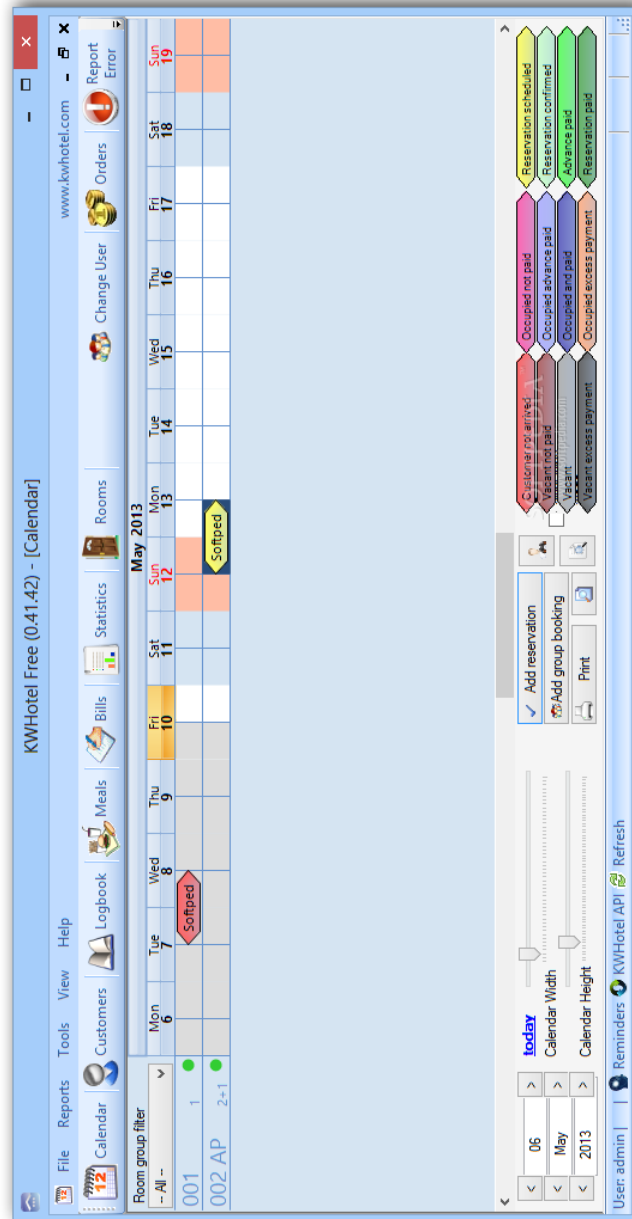 KWHotel Free (0.41.42) - [Calendar]
File Reports Tools View Help www.kwhotel.com
Calendar Customers Logbook Meals Bills Statistics Rooms Change User Orders Report Error
Room group filter
-- All --
May 2013
Mon Tue Wed Thu Fri Sat Sun Mon Tue Wed Thu Fri Sat Sun
6 7 8 9 10 11 12 13 14 15 16 17 18 19
001 1 Softped
002 AP 2+1 Softped
< 06 >
< May >
< 2013 >
today
Calendar Width
Calendar Height
Add reservation
Add group booking
Print
Customer not arrived Occupied not paid Reservation scheduled
Vacant not paid Occupied advance paid Reservation confirmed
Vacant Occupied and paid Advance paid
Vacant excess payment Occupied excess payment Reservation paid
User: admin | | Reminders KWHotel API Refresh